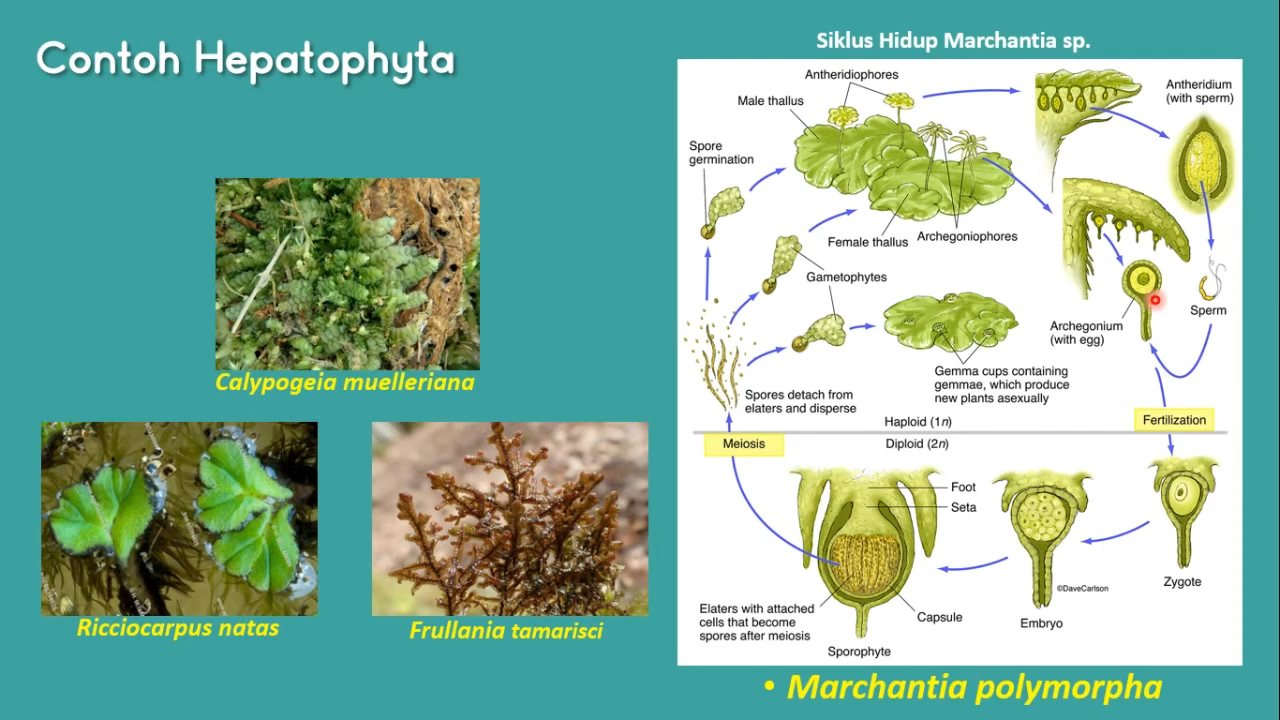 Contoh Hepatophyta
Calypogeia muelleriana
Ricciocarpus natas
Frullania tamarisci
Siklus Hidup Marchantia sp.
Antheridiophores
Male thallus
Antheridium
(with sperm)
Spore
germination
Female thallus
Archegoniophores
Gametophytes
Sperm
Archegonium
(with egg)
Gemma cups containing
gemmae, which produce
new plants asexually
Spores detach from
elaters and disperse
Haploid (1n)
Fertilization
Meiosis
Diploid (2n)
Foot
Seta
Zygote
©DaveCarlson
Elaters with attached
cells that become
spores after meiosis
Capsule
Embryo
Sporophyte
• Marchantia polymorpha